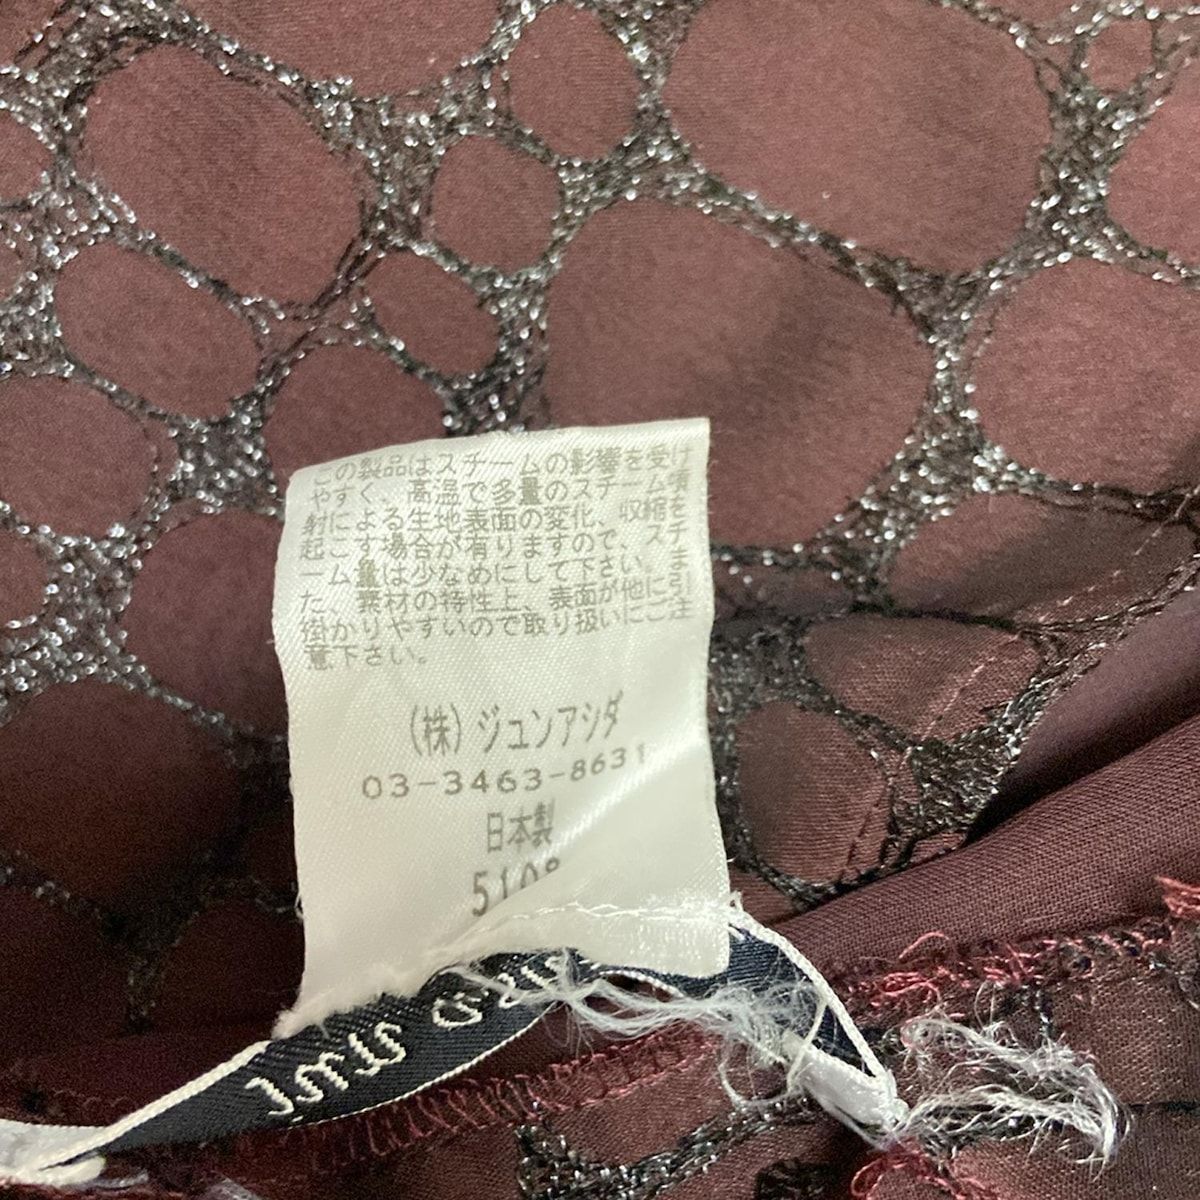 この製品はスチームの影響を受け
やすく、高温で多量のスチーム噴
射による生地表面の変化、収縮を
起こす場合が有りますので、スチ
ーム量は少なめにして下さい。ま
た、素材の特性上、表面が他に引
掛かりやすいので取り扱いにご注
意下さい。
(株)ジュンアシダ
03-3463-8631
日本製
5108